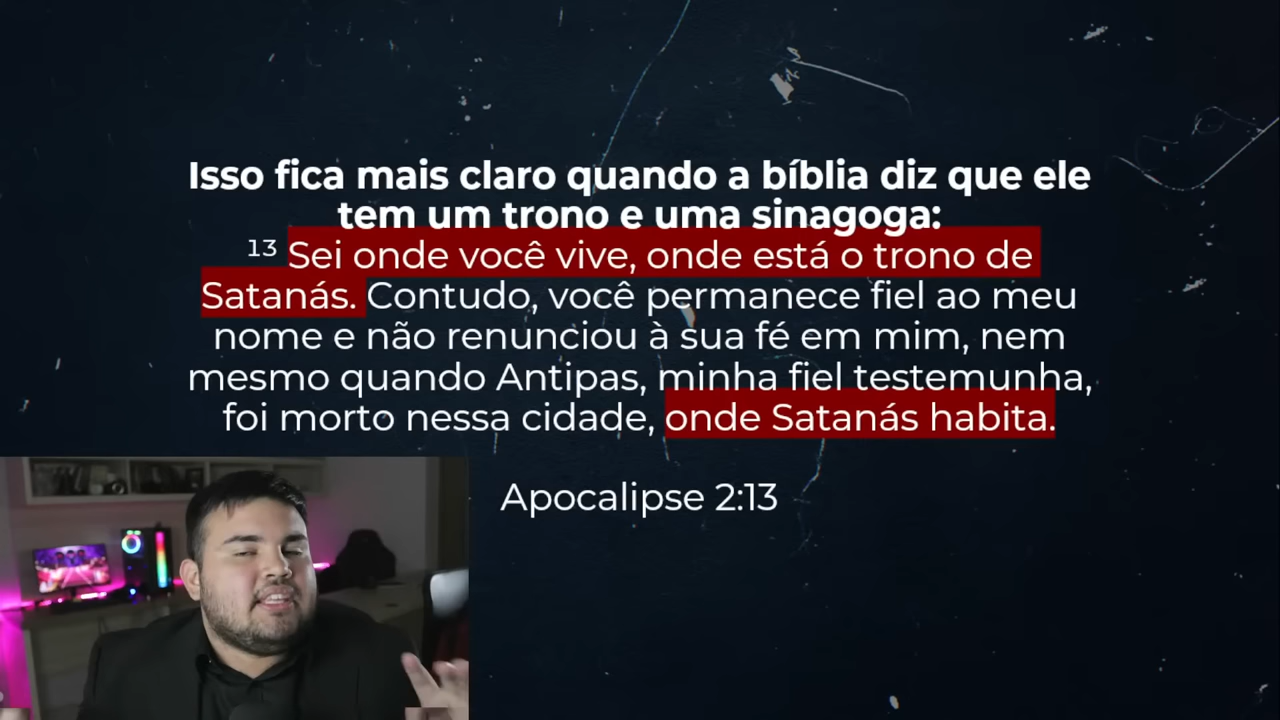 Isso fica mais claro quando a bíblia diz que ele
tem um trono e uma sinagoga:
13 Sei onde você vive, onde está o trono de
Satanás. Contudo, você permanece fiel ao meu
nome e não renunciou à sua fé em mim, nem
mesmo quando Antipas, minha fiel testemunha,
foi morto nessa cidade, onde Satanás habita.
Apocalipse 2:13